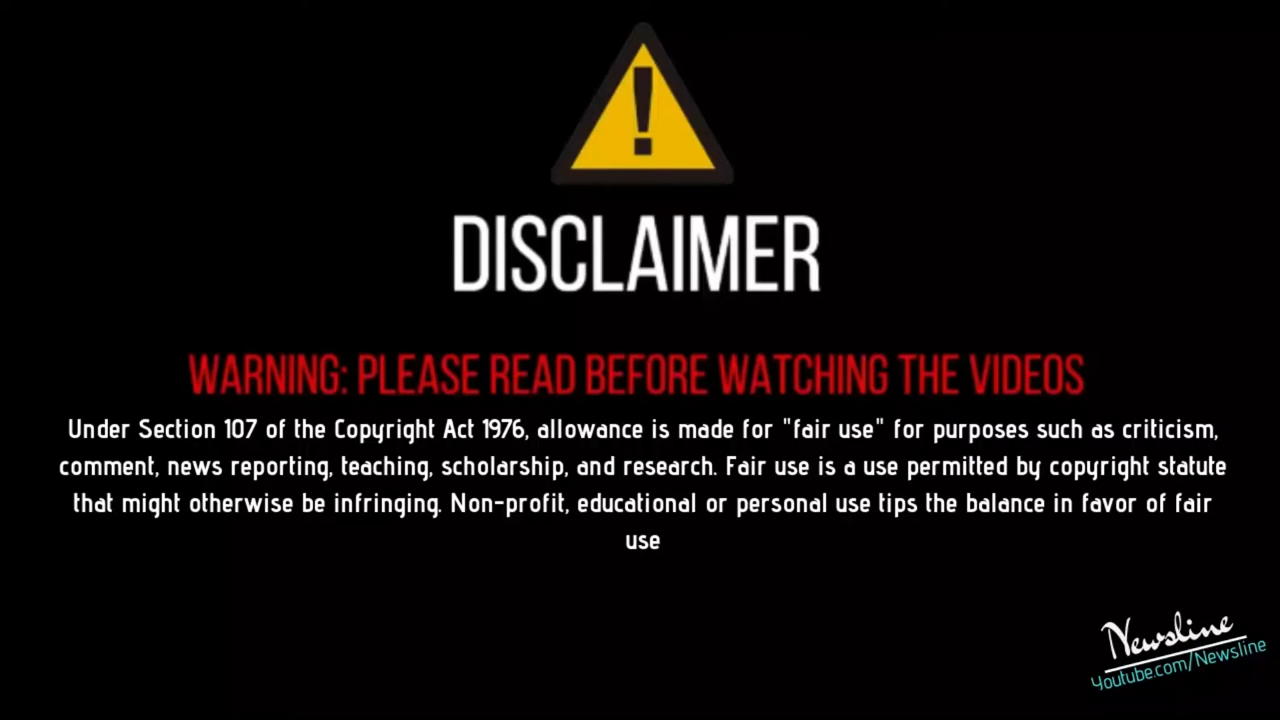 DISCLAIMER
WARNING: PLEASE READ BEFORE WATCHING THE VIDEOS
Under Section 107 of the Copyright Act 1976, allowance is made for "fair use" for purposes such as criticism,
comment, news reporting, teaching, scholarship, and research. Fair use is a use permitted by copyright statute
that might otherwise be infringing. Non-profit, educational or personal use tips the balance in favor of fair
use
Newsline
Youtube.com/Newsline